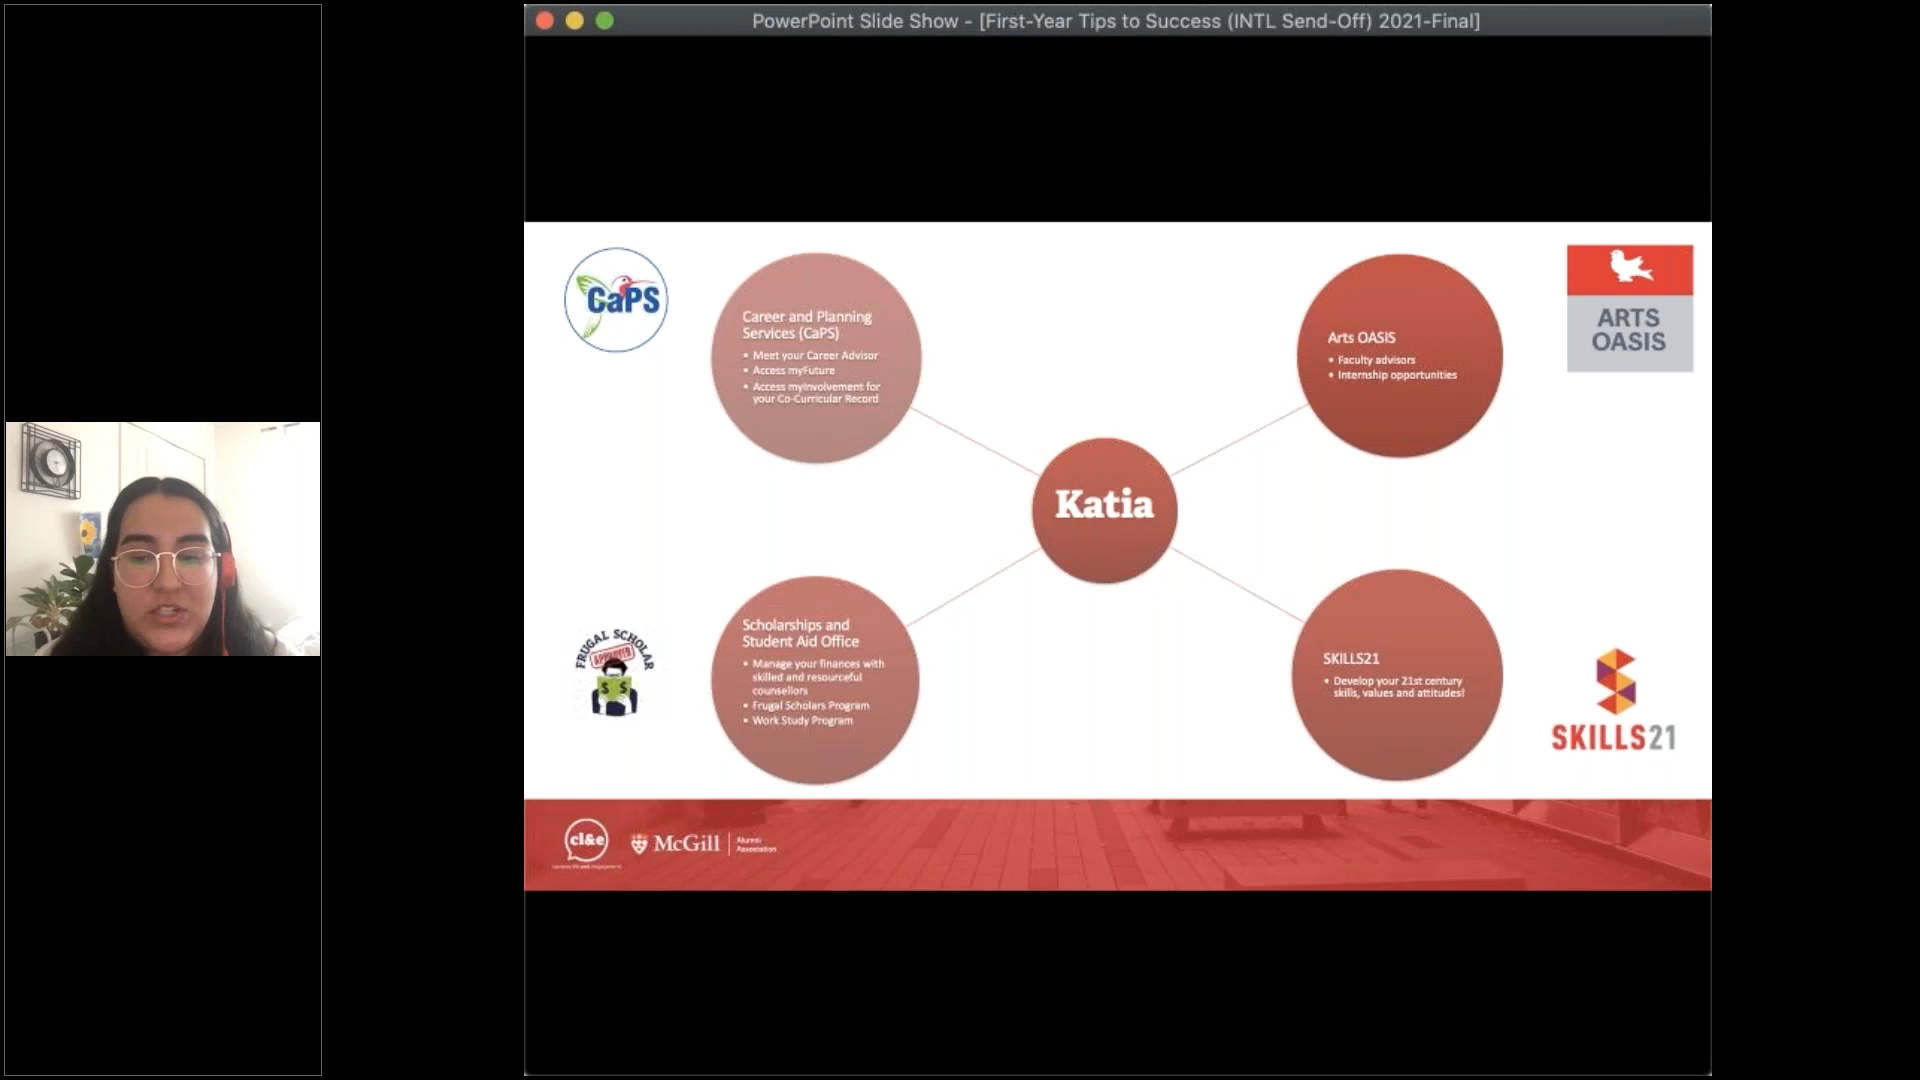 PowerPoint Slide Show - [First-Year Tips to Success (INTL Send-Off) 2021-Final]
CaPS
Career and Planning
Services (CaPS)
• Meet your Career Advisor
• Access myFuture
• Access myInvolvement for
your Co-Curricular Record
Arts OASIS
• Faculty advisors
• Internship opportunities
ARTS
OASIS
Katia
FRUGAL SCHOLAR
APPROVED
$ $
Scholarships and
Student Aid Office
• Manage your finances with
skilled and resourceful
counsellors
• Frugal Scholars Program
• Work Study Program
SKILLS21
• Develop your 21st century
skills, values and attitudes!
SKILLS21
cl&e
McGill
Alumni
Association